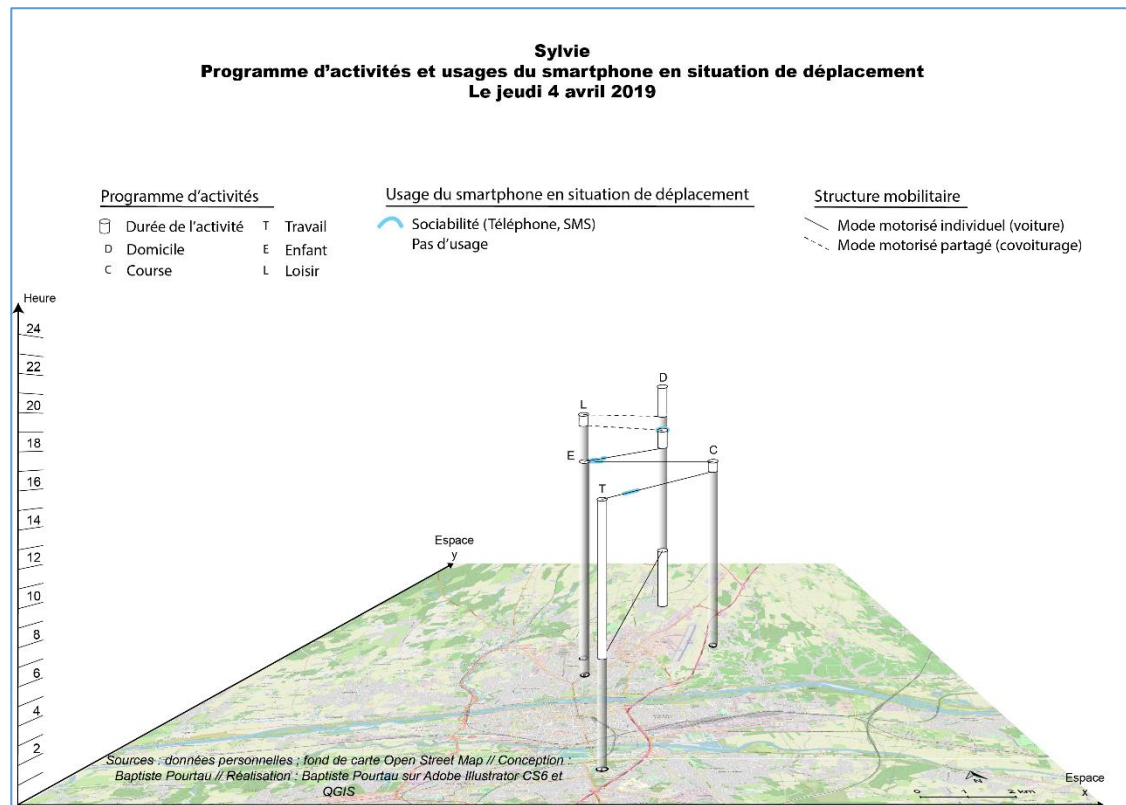 Sylvie
Programme d'activités et usages du smartphone en situation de déplacement
Le jeudi 4 avril 2019
Programme d'activités
Durée de l'activité
D Domicile
C Course
T Travail
E Enfant
L Loisir
Usage du smartphone en situation de déplacement
Sociabilité (Téléphone, SMS)
Pas d'usage
Structure mobilitaire
Mode motorisé individuel (voiture)
Mode motorisé partagé (covoiturage)
Heure
24
22
20
18
16
14
12
10
8
6
4
2
D
L
E
C
T
Espace
y
Espace
x
N
0 1 2 km
Sources : données personnelles ; fond de carte Open Street Map // Conception :
Baptiste Pourtau // Réalisation : Baptiste Pourtau sur Adobe Illustrator CS6 et
QGIS